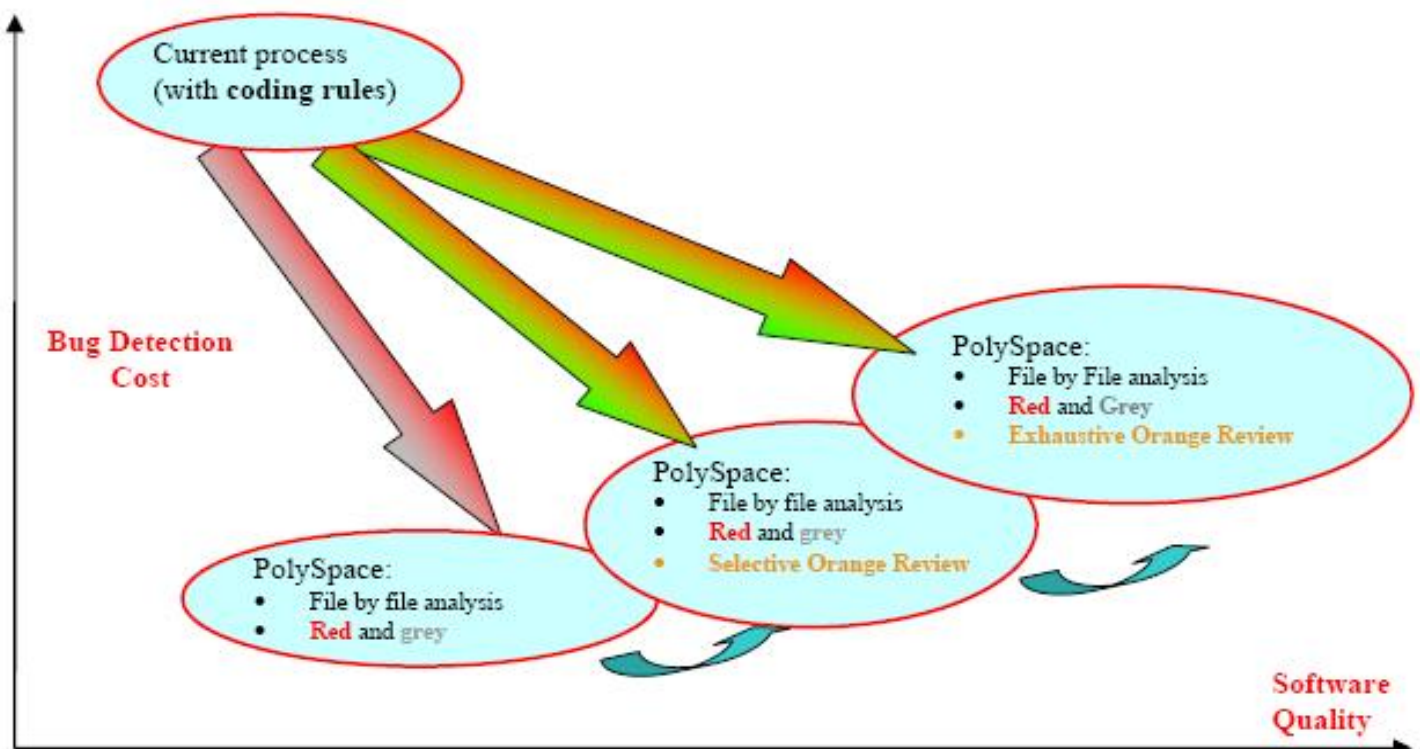 Current process
(with coding rules)
Bug Detection
Cost
PolySpace:
• File by File analysis
• Red and Grey
• Exhaustive Orange Review
PolySpace:
• File by file analysis
• Red and grey
• Selective Orange Review
PolySpace:
• File by file analysis
• Red and grey
Software
Quality